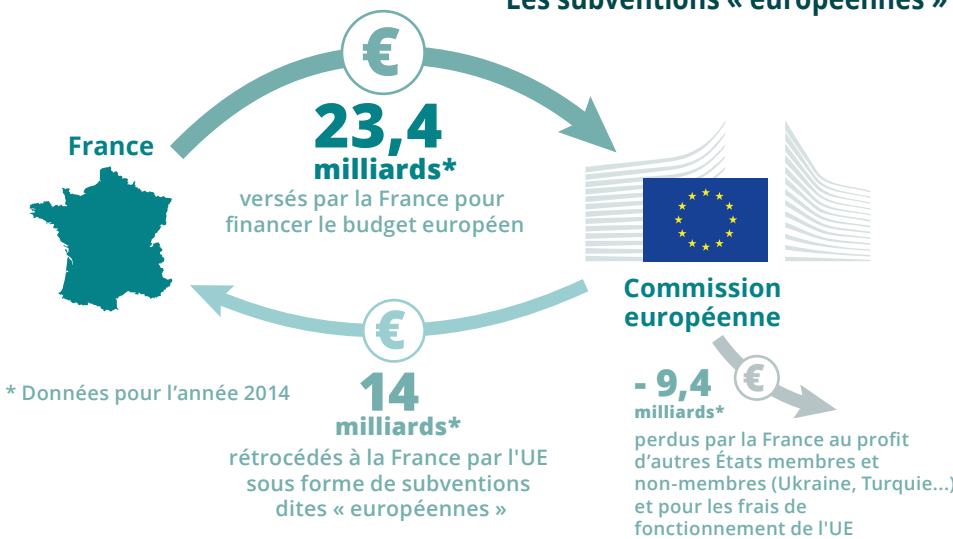 Les subventions « européennes »
€
23,4
milliards*
versés par la France pour
financer le budget européen
France
Commission
européenne
€
14
milliards*
rétrocédés à la France par l'UE
sous forme de subventions
dites « européennes »
* Données pour l’année 2014
€
- 9,4
milliards*
perdus par la France au profit
d’autres États membres et
non-membres (Ukraine, Turquie...)
et pour les frais de
fonctionnement de l'UE